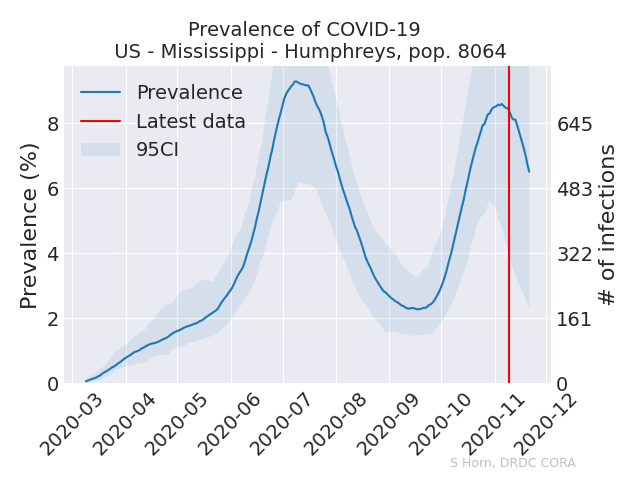 Prevalence of COVID-19
US - Mississippi - Humphreys, pop. 8064
Prevalence
Latest data
95CI
Prevalence (%)
8
6
4
2
0
# of infections
645
483
322
161
0
2020-03
2020-04
2020-05
2020-06
2020-07
2020-08
2020-09
2020-10
2020-11
2020-12
S Horn, DRDC CORA